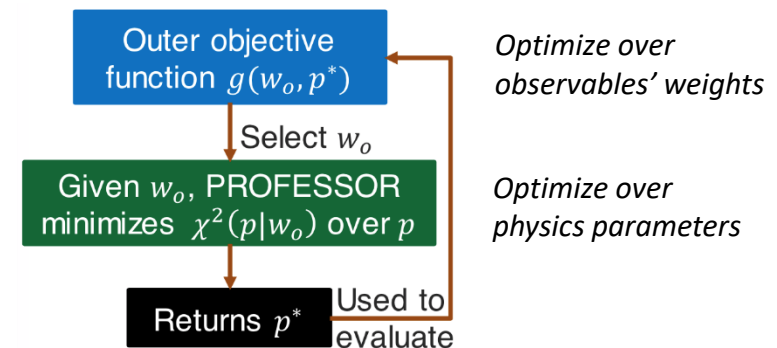 Outer objective
function g(w_o, p*)
Optimize over
observables' weights
Select w_o
Given w_o, PROFESSOR
minimizes χ²(p|w_o) over p
Optimize over
physics parameters
Returns p*
Used to
evaluate